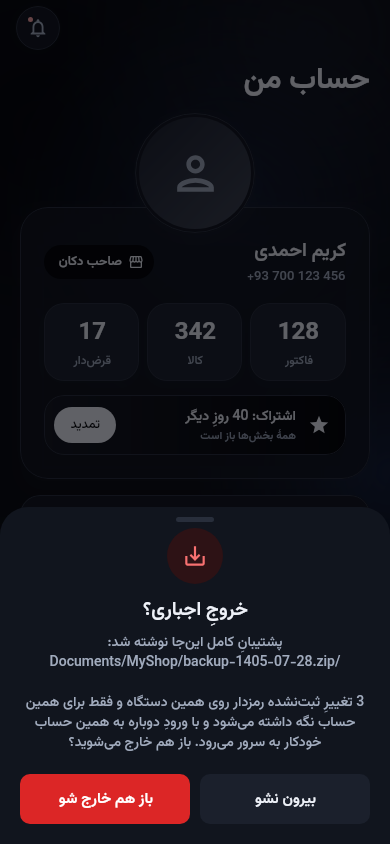 حساب من
کریم احمدی
+93 700 123 456
صاحب دکان
128
فاکتور
342
کالا
17
قرض‌دار
اشتراک: 40 روز دیگر
همهٔ بخش‌ها باز است
تمدید
خروجِ اجباری؟
پشتیبانِ کامل این‌جا نوشته شد:
Documents/MyShop/backup-1405-07-28.zip/
3 تغییرِ ثبت‌نشده رمزدار روی همین دستگاه و فقط برای همین
حساب نگه داشته می‌شود و با ورودِ دوباره به همین حساب
خودکار به سرور می‌رود. باز هم خارج می‌شوید؟
بیرون نشو
باز هم خارج شو